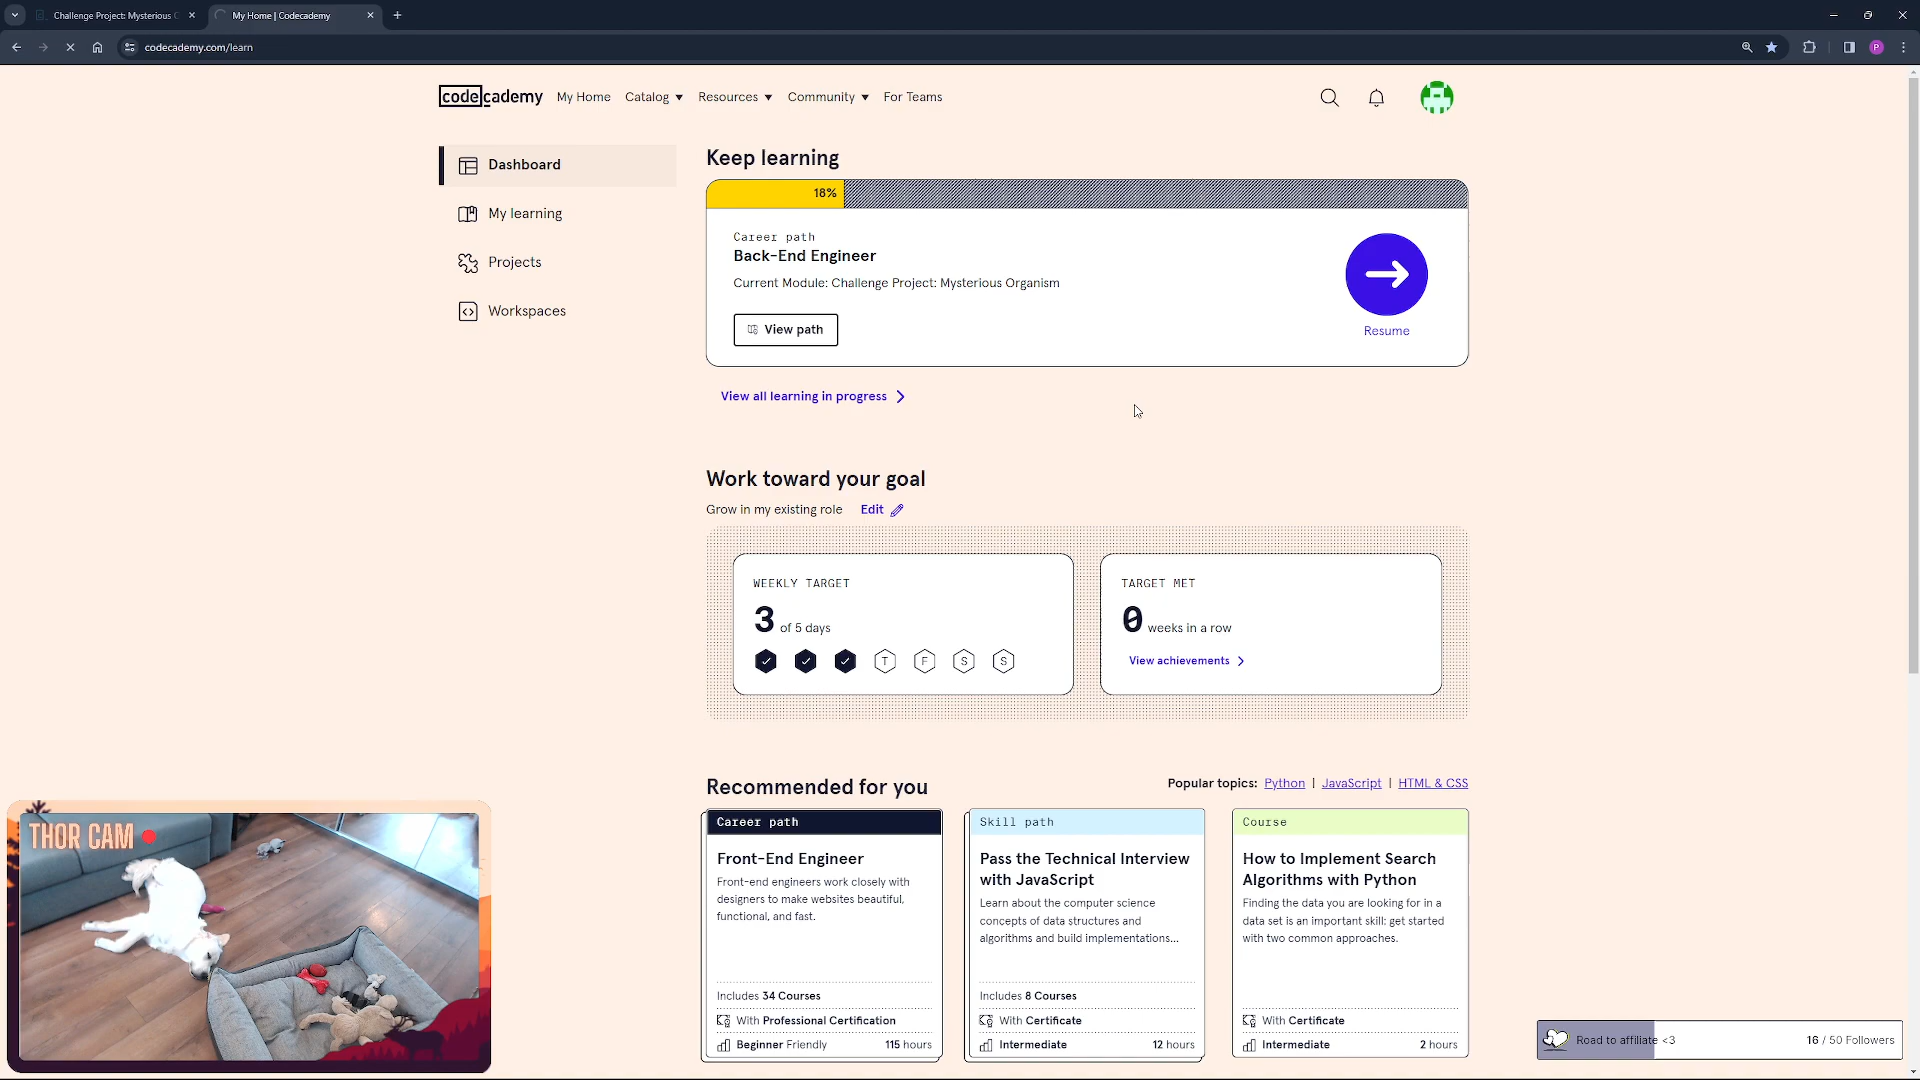 Challenge Project: Mysterious
My Home | Codecademy
codecademy.com/learn
P
codecademy
My Home
Catalog
Resources
Community
For Teams
Dashboard
My learning
Projects
Workspaces
Keep learning
18%
Career path
Back-End Engineer
Current Module: Challenge Project: Mysterious Organism
View path
Resume
View all learning in progress
Work toward your goal
Grow in my existing role
Edit
WEEKLY TARGET
3 of 5 days
T F S S
TARGET MET
0 weeks in a row
View achievements
Recommended for you
Popular topics: Python | JavaScript | HTML & CSS
Career path
Front-End Engineer
Front-end engineers work closely with
designers to make websites beautiful,
functional, and fast.
Includes 34 Courses
With Professional Certification
Beginner Friendly
115 hours
Skill path
Pass the Technical Interview
with JavaScript
Learn about the computer science
concepts of data structures and
algorithms and build implementations...
Includes 8 Courses
With Certificate
Intermediate
12 hours
Course
How to Implement Search
Algorithms with Python
Finding the data you are looking for in a
data set is an important skill: get started
with two common approaches.
With Certificate
Intermediate
2 hours
THOR CAM
Road to affiliate <3
16 / 50 Followers